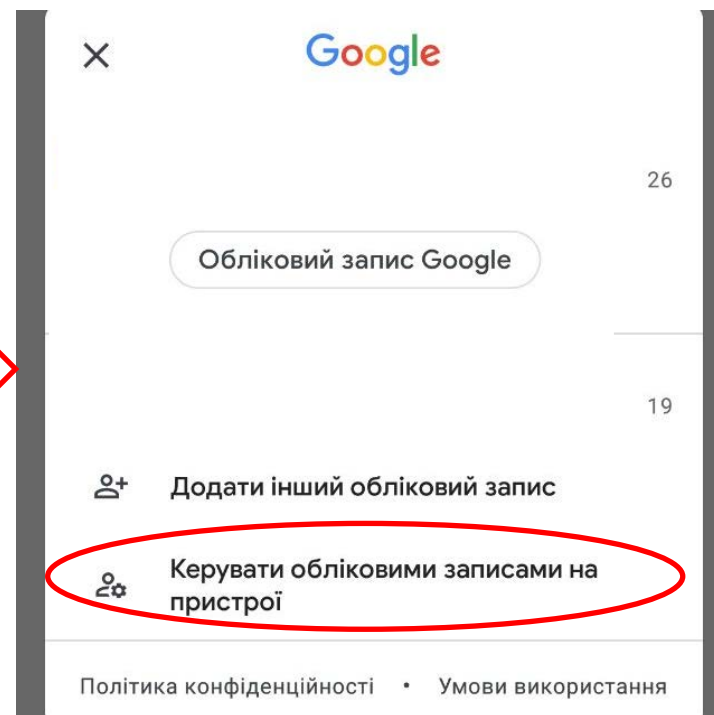 Google
26
Обліковий запис Google
19
Додати інший обліковий запис
Керувати обліковими записами на
пристрої
Політика конфіденційності • Умови використання